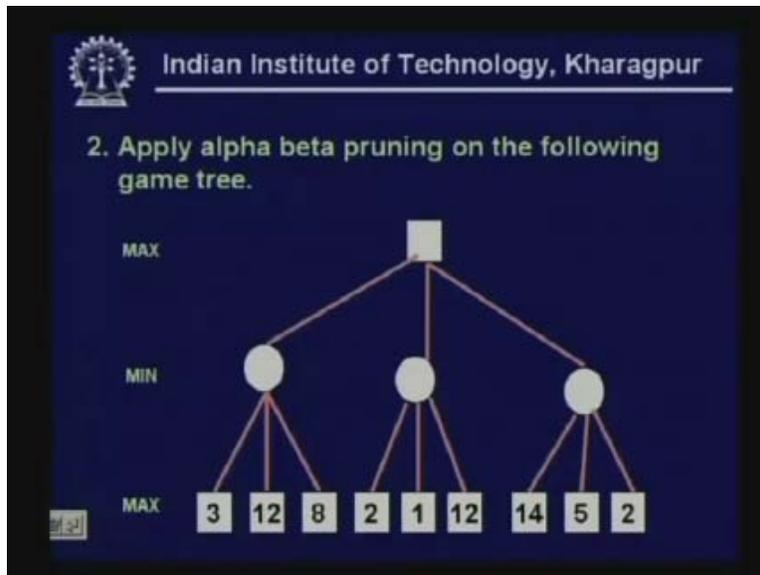 Indian Institute of Technology, Kharagpur
2. Apply alpha beta pruning on the following
game tree.
MAX
MIN
MAX 3 12 8 2 1 12 14 5 2